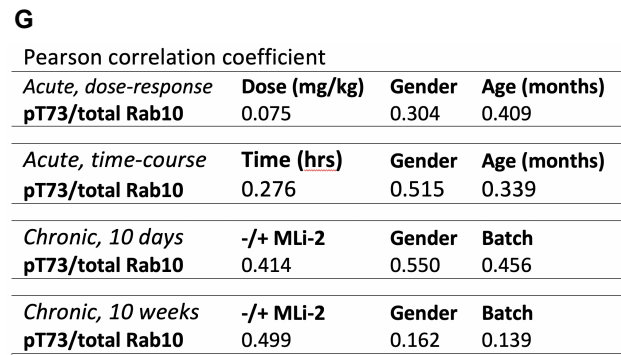 G
Pearson correlation coefficient
Acute, dose-response Dose (mg/kg) Gender Age (months)
pT73/total Rab10 0.075 0.304 0.409
Acute, time-course Time (hrs) Gender Age (months)
pT73/total Rab10 0.276 0.515 0.339
Chronic, 10 days -/+ MLi-2 Gender Batch
pT73/total Rab10 0.414 0.550 0.456
Chronic, 10 weeks -/+ MLi-2 Gender Batch
pT73/total Rab10 0.499 0.162 0.139